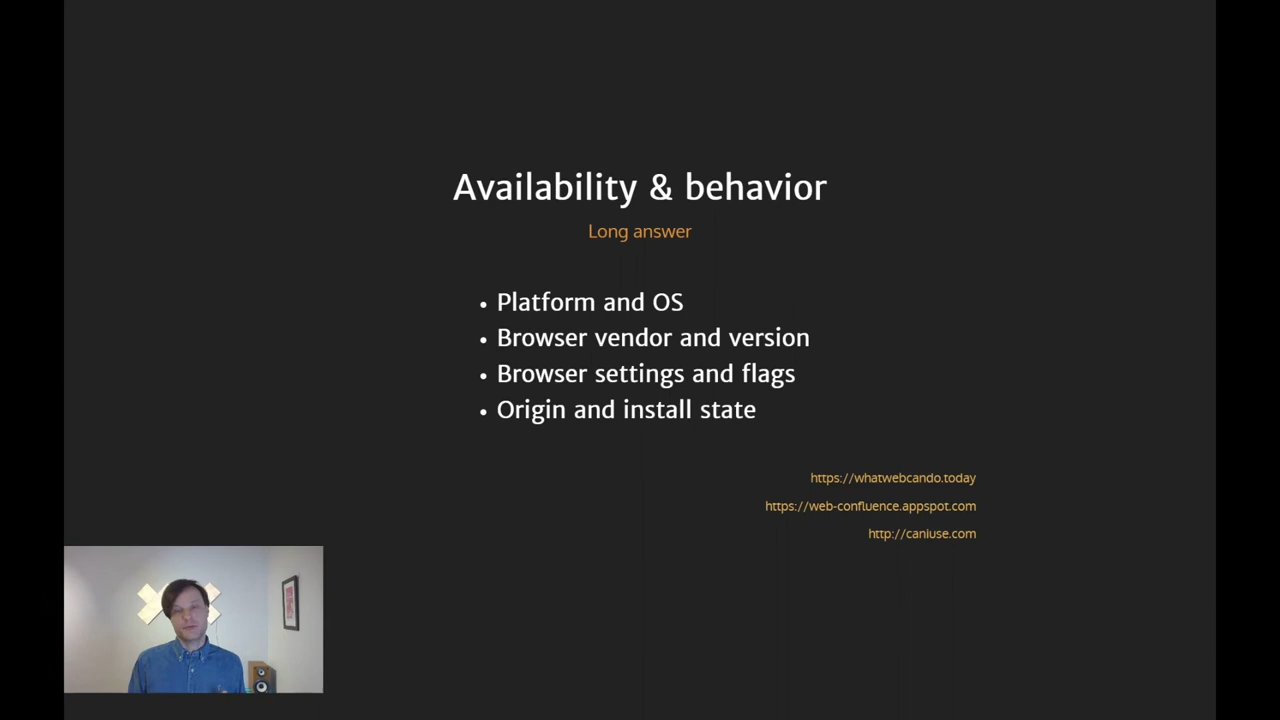 Availability & behavior
Long answer
• Platform and OS
• Browser vendor and version
• Browser settings and flags
• Origin and install state
https://whatwebcando.today
https://web-confluence.appspot.com
http://caniuse.com